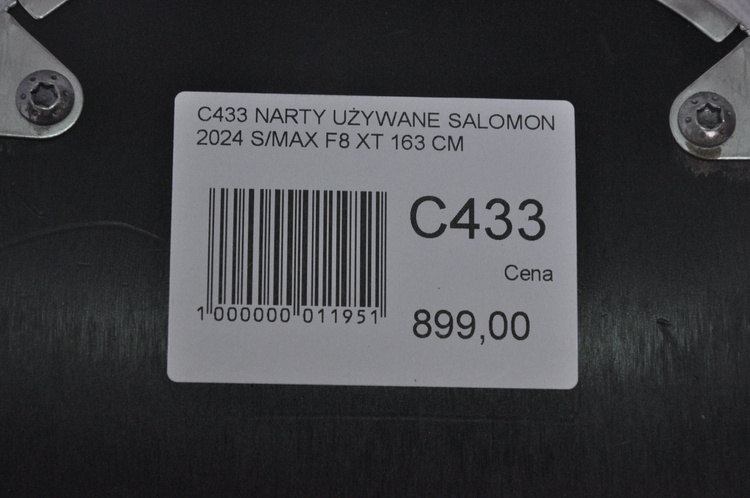 C433 NARTY UŻYWANE SALOMON
2024 S/MAX F8 XT 163 CM
C433
Cena
1 000000 011951
899,00